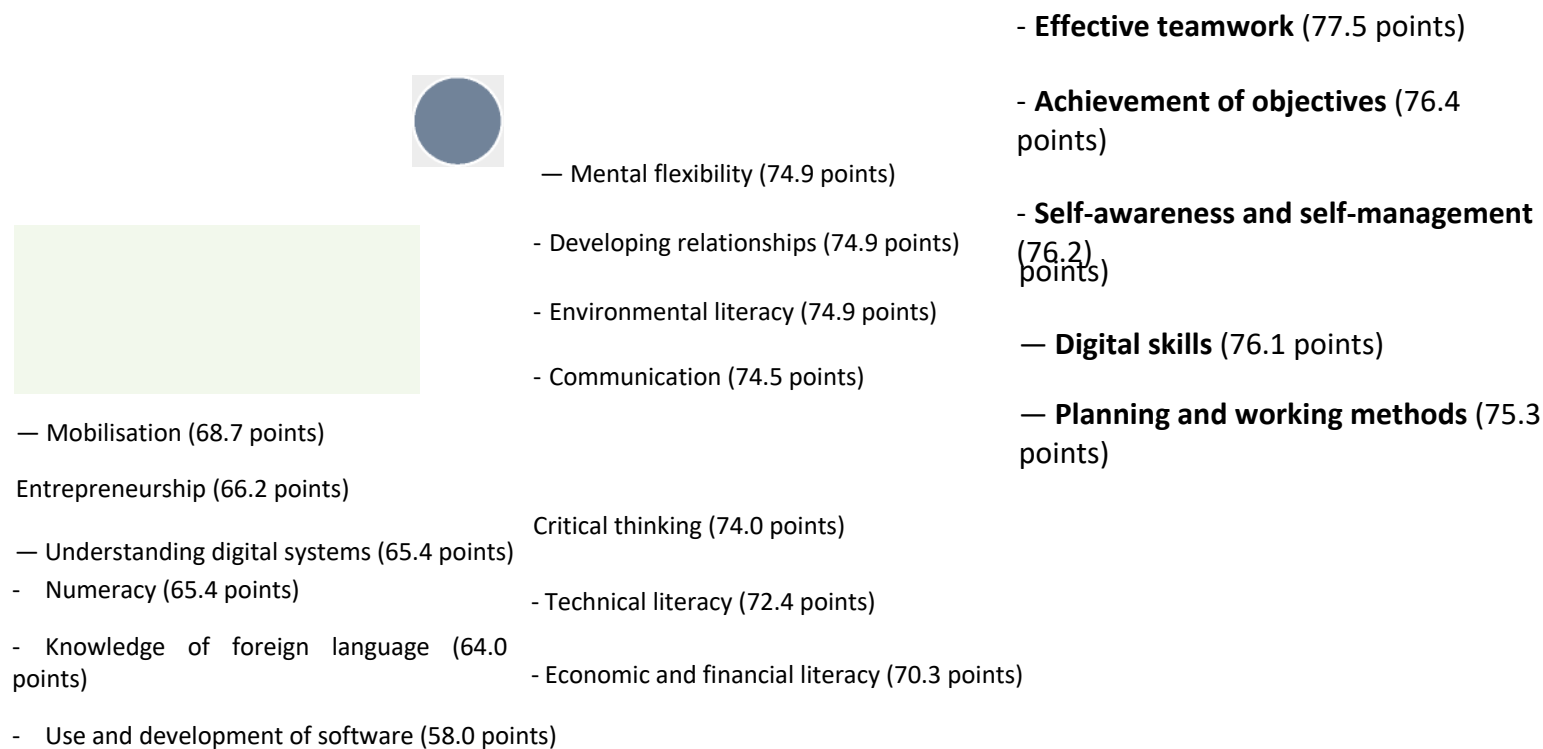 - Effective teamwork (77.5 points)
- Achievement of objectives (76.4
points)
- Self-awareness and self-management
(76.2)
points)
— Digital skills (76.1 points)
— Planning and working methods (75.3
points)
— Mental flexibility (74.9 points)
- Developing relationships (74.9 points)
- Environmental literacy (74.9 points)
- Communication (74.5 points)
Critical thinking (74.0 points)
- Technical literacy (72.4 points)
- Economic and financial literacy (70.3 points)
— Mobilisation (68.7 points)
Entrepreneurship (66.2 points)
— Understanding digital systems (65.4 points)
- Numeracy (65.4 points)
- Knowledge of foreign language (64.0
points)
- Use and development of software (58.0 points)